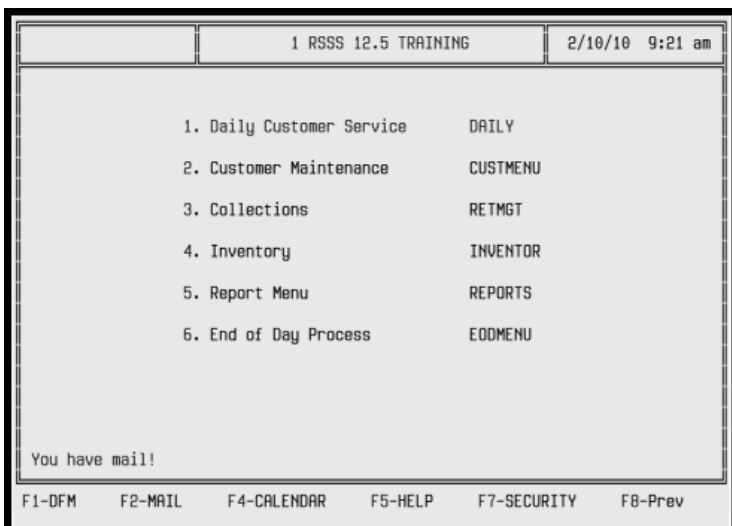 1 RSSS 12.5 TRAINING 2/10/10 9:21 am
1. Daily Customer Service DAILY
2. Customer Maintenance CUSTMENU
3. Collections RETMGT
4. Inventory INVENTOR
5. Report Menu REPORTS
6. End of Day Process EODMENU
You have mail!
F1-DFM F2-MAIL F4-CALENDAR F5-HELP F7-SECURITY F8-Prev